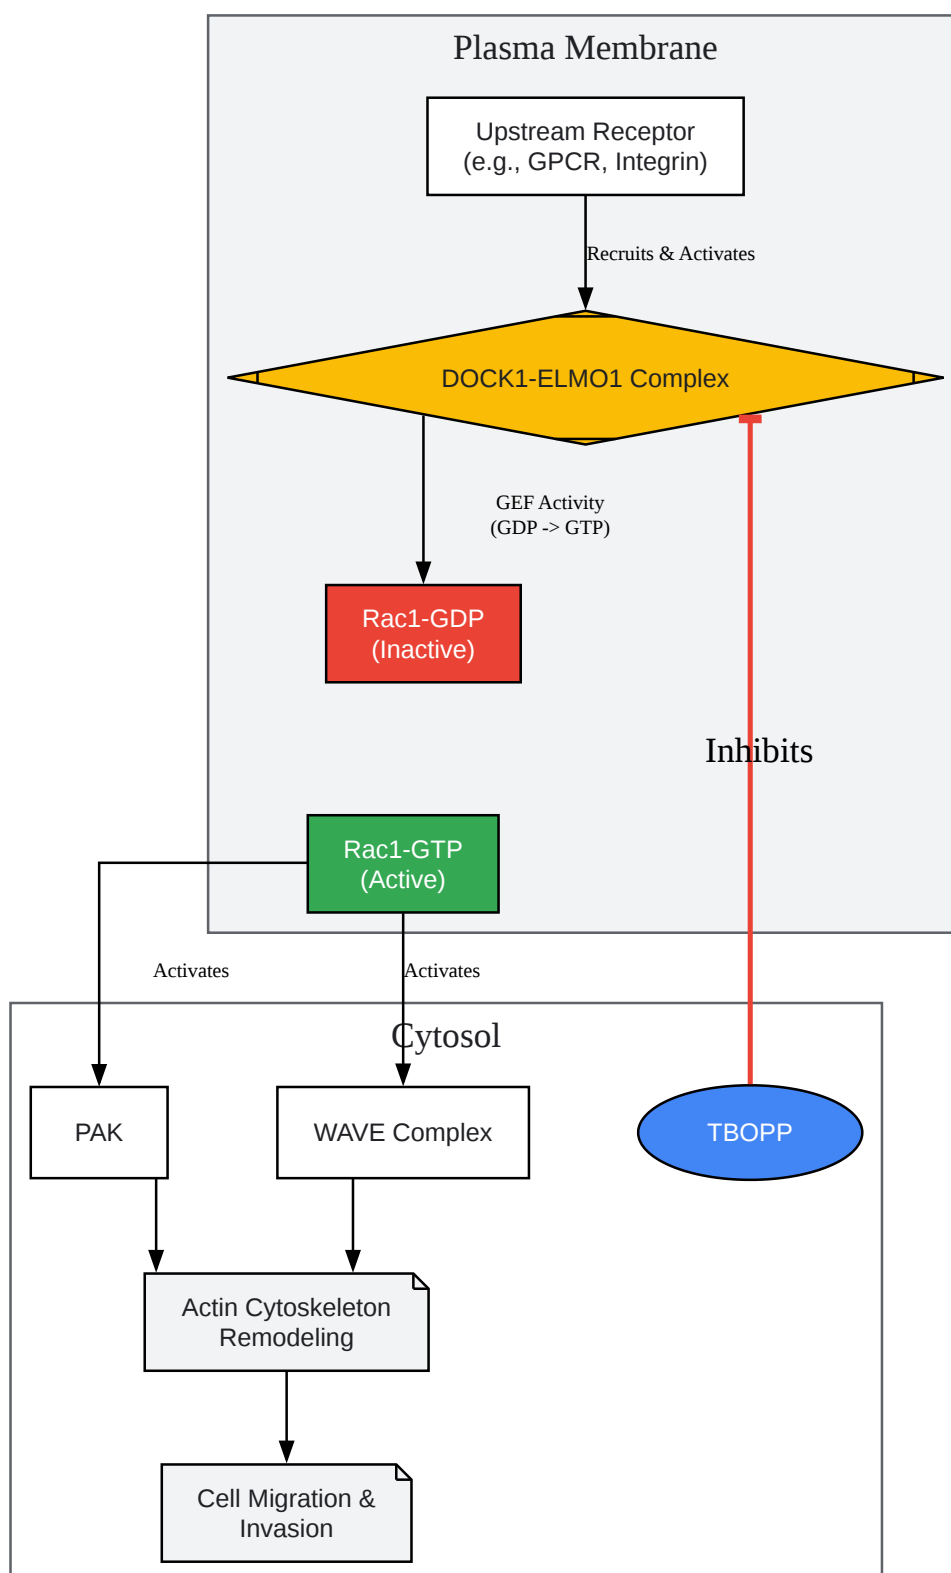 Plasma Membrane
Upstream Receptor
(e.g., GPCR, Integrin)
Recruits & Activates
DOCK1-ELMO1 Complex
GEF Activity
(GDP -> GTP)
Rac1-GDP
(Inactive)
Inhibits
Rac1-GTP
(Active)
Activates
Activates
Cytosol
PAK
WAVE Complex
TBOPP
Actin Cytoskeleton
Remodeling
Cell Migration &
Invasion